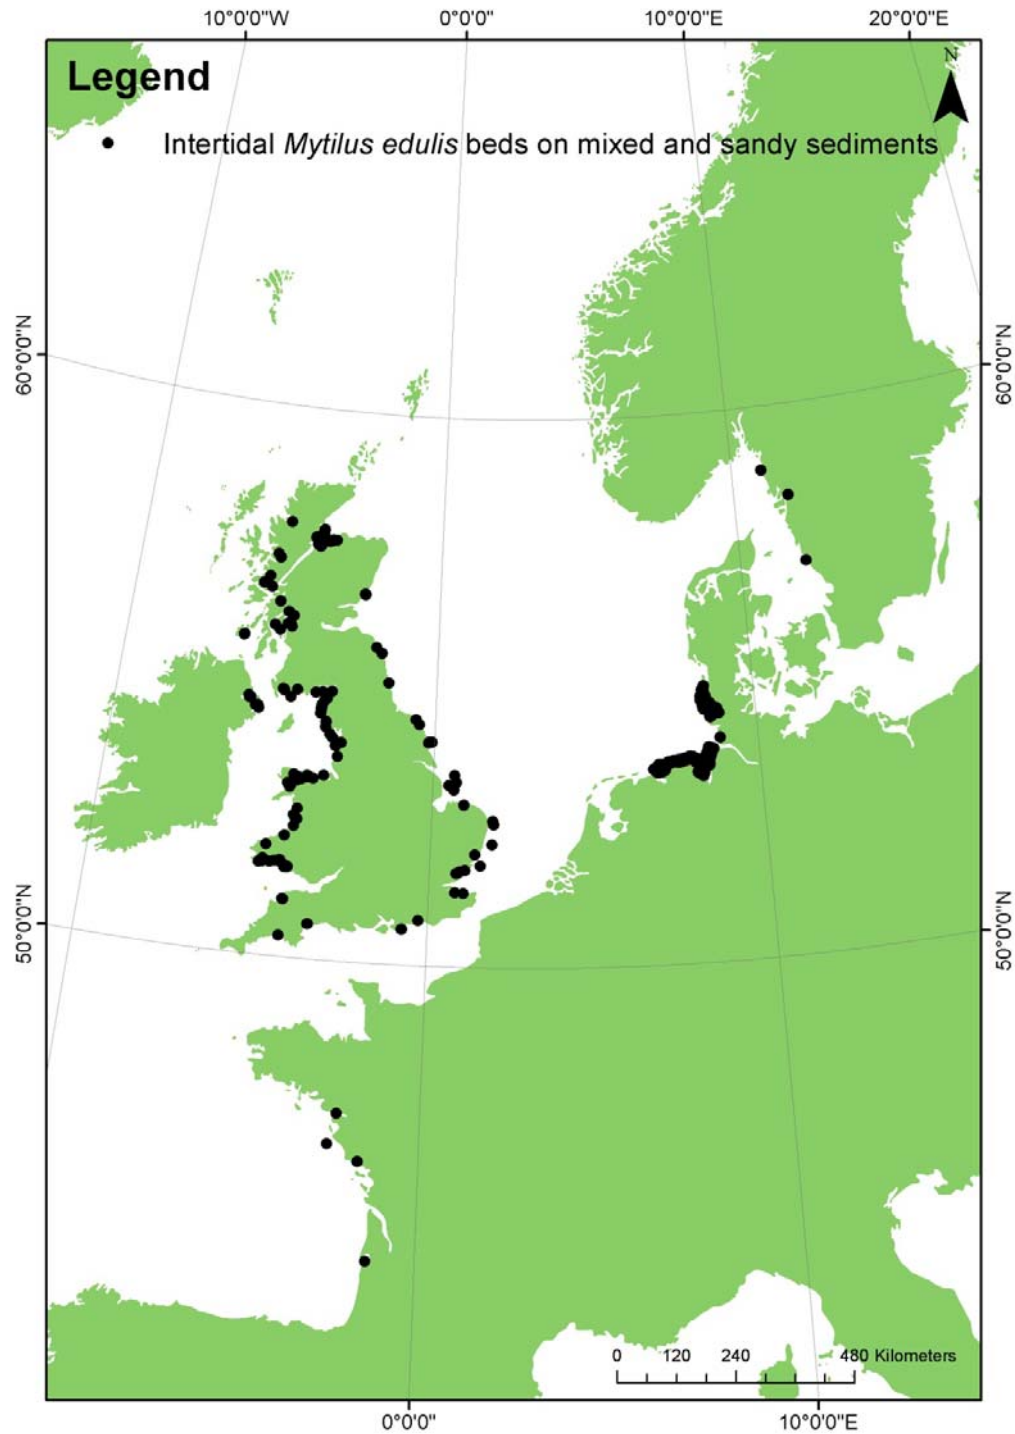 10°0'0"W 0°0'0" 10°0'0"E 20°0'0"E
N
Legend
Intertidal Mytilus edulis beds on mixed and sandy sediments
60°0'0"N 60°0'0"N
50°0'0"N 50°0'0"N
0 120 240 480 Kilometers
0°0'0" 10°0'0"E